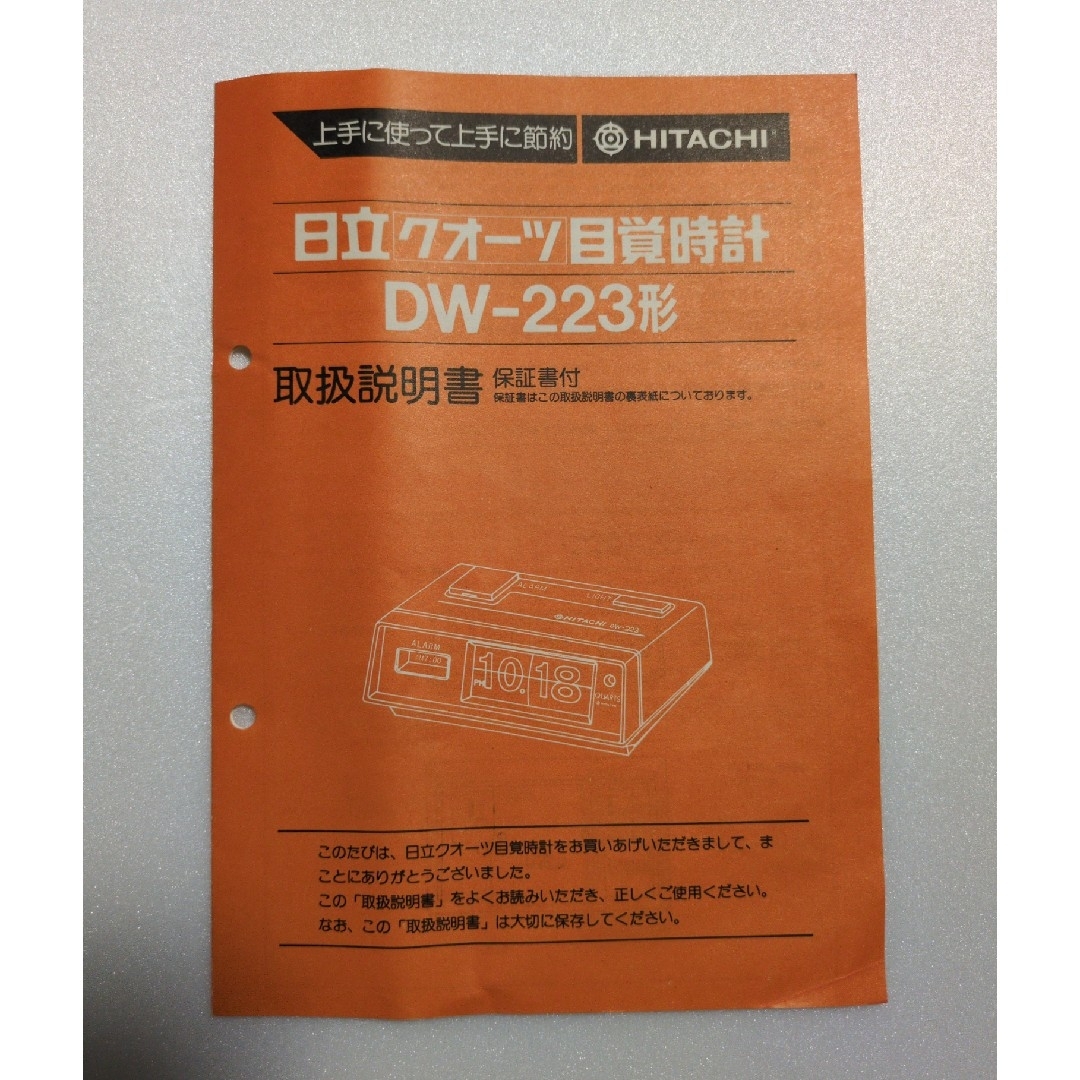 上手に使って上手に節約
HITACHI
日立クオーツ目覚時計
DW-223形
取扱説明書 保証書付
保証書はこの取扱説明書の裏表紙についております。
ALARM
LIGHT
HITACHI DW-223
ALARM
PM 10 18
QUARTZ
このたびは、日立クオーツ目覚時計をお買いあげいただきまして、ま
ことにありがとうございました。
この「取扱説明書」をよくお読みいただき、正しくご使用ください。
なお、この「取扱説明書」は大切に保存してください。